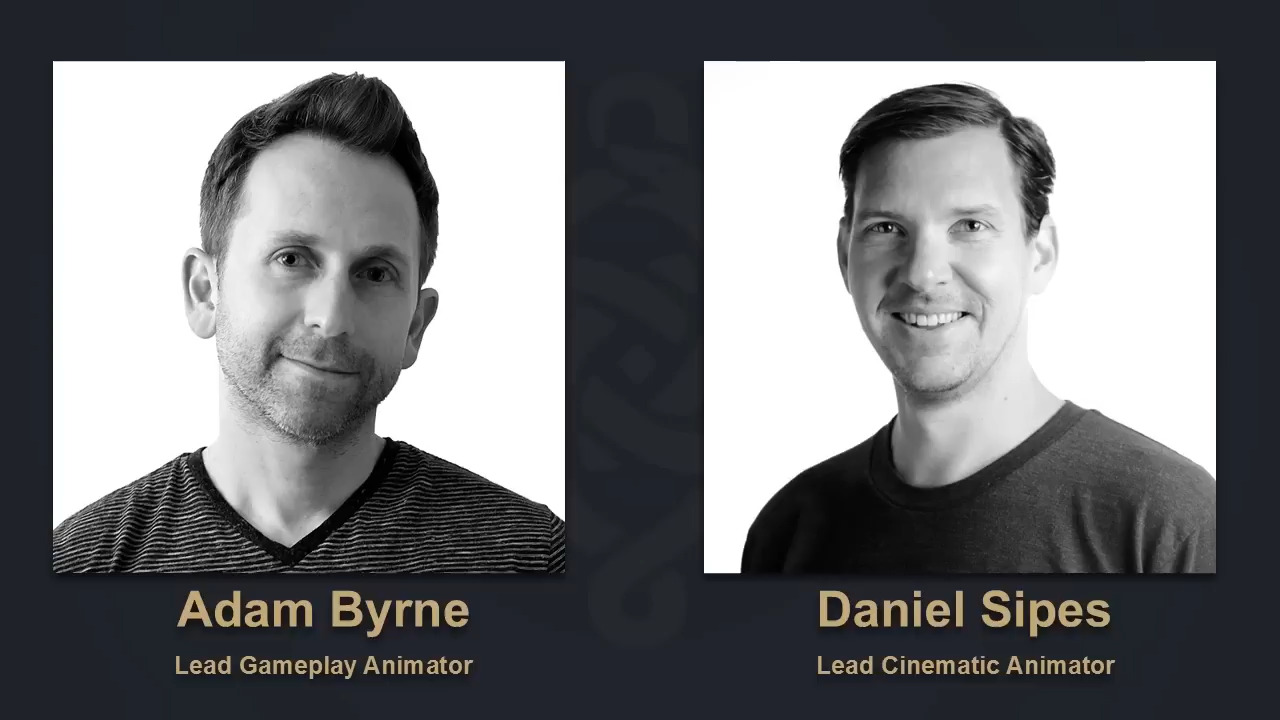 Adam Byrne
Lead Gameplay Animator
Daniel Sipes
Lead Cinematic Animator